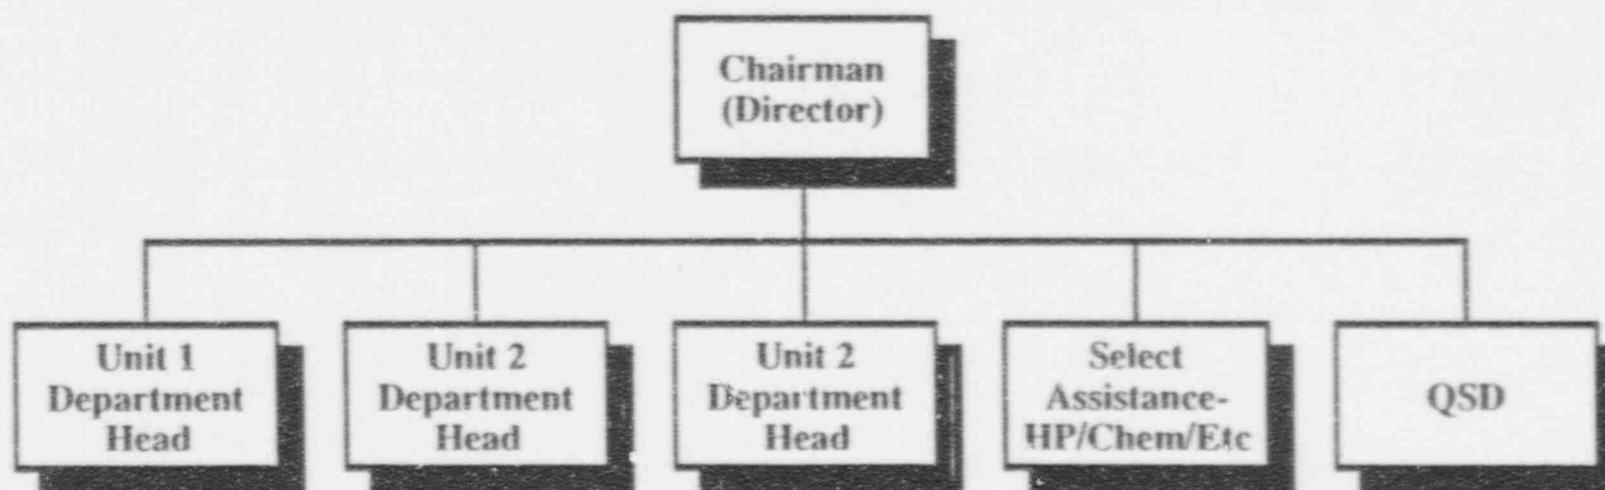 Chairman
(Director)
Unit 1
Department
Head
Unit 2
Department
Head
Unit 2
Department
Head
Select
Assistance-
HP/Chem/Etc
QSD